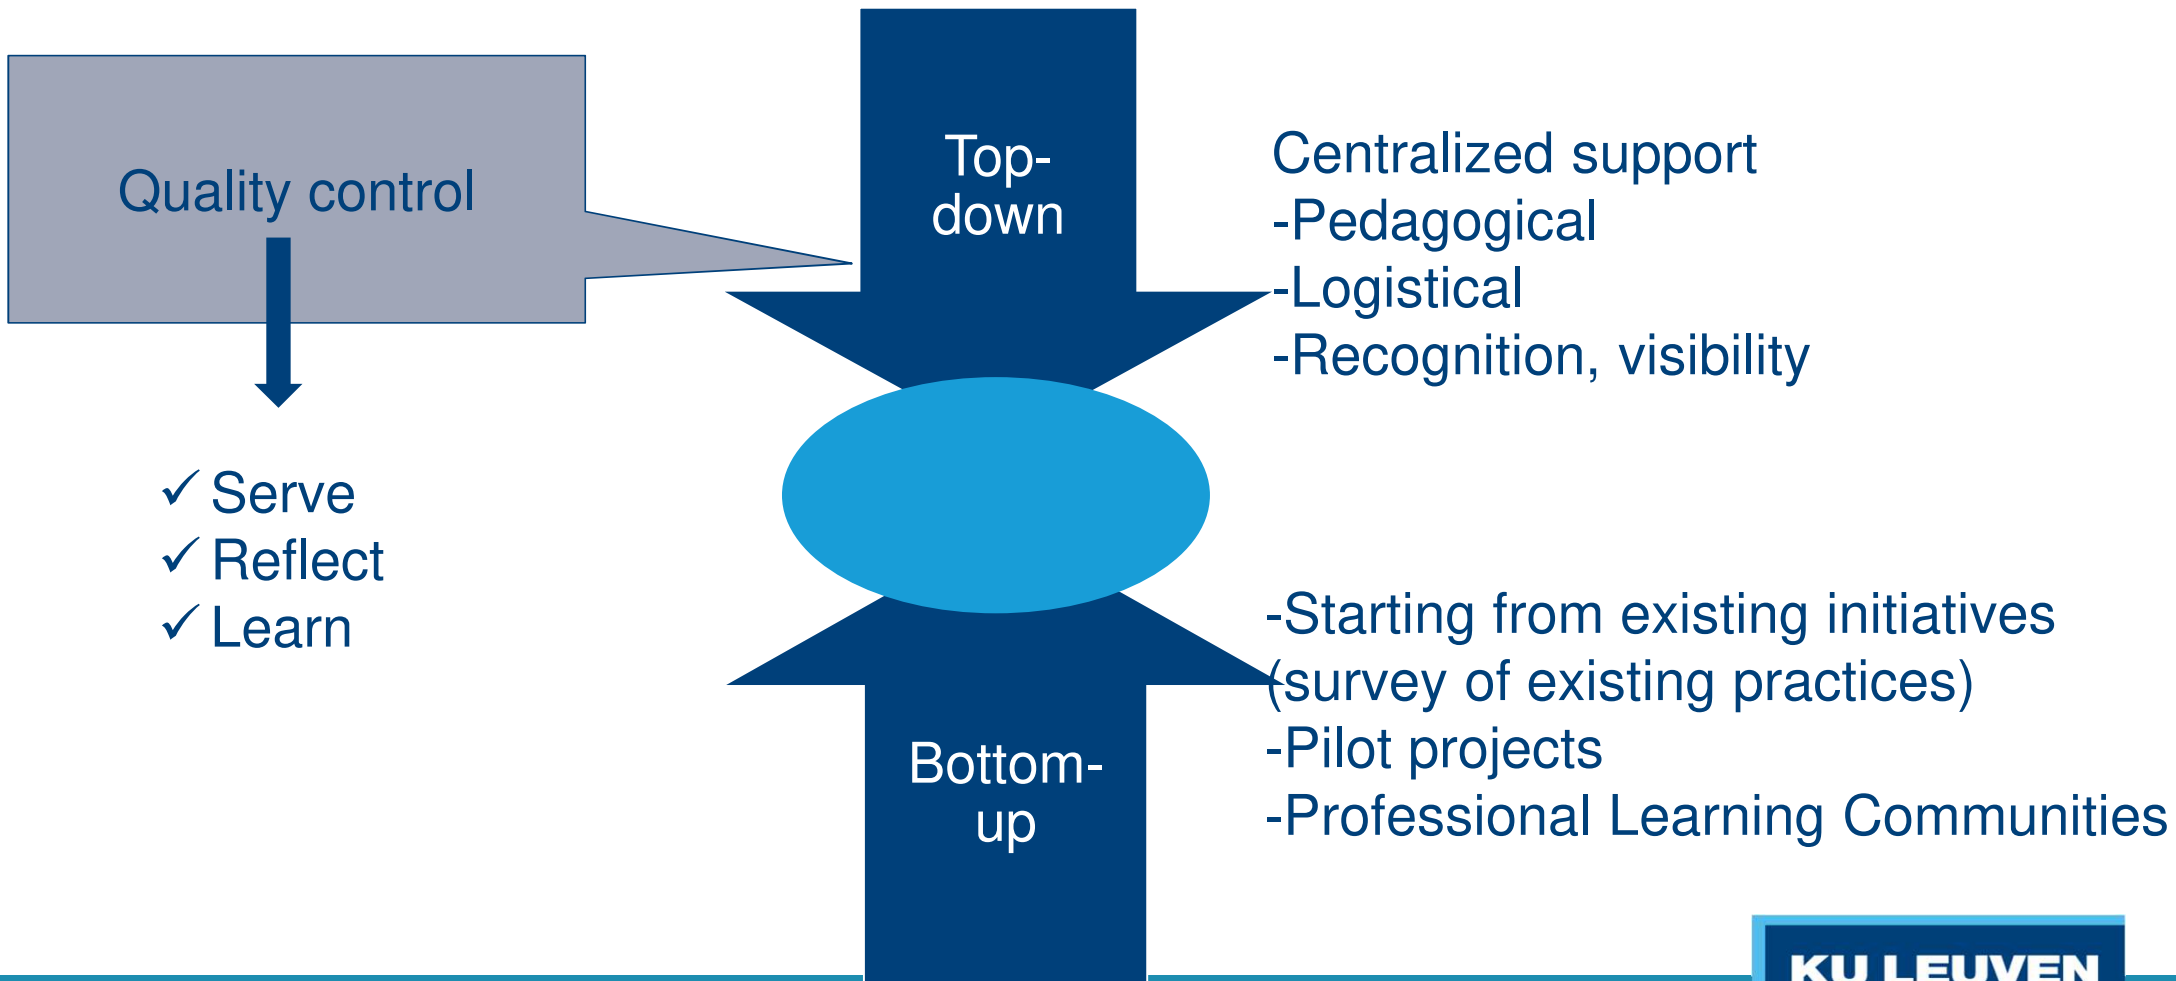 Quality control
✓ Serve
✓ Reflect
✓ Learn
Top-
down
Centralized support
-Pedagogical
-Logistical
-Recognition, visibility
Bottom-
up
-Starting from existing initiatives
(survey of existing practices)
-Pilot projects
-Professional Learning Communities
KU LEUVEN